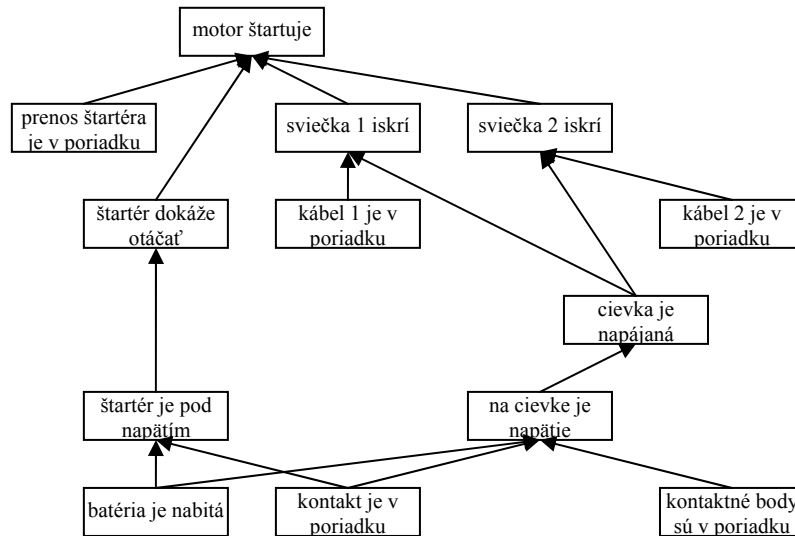 motor štartuje
prenos štartéra
je v poriadku
sviečka 1 iskrí
sviečka 2 iskrí
štartér dokáže
otáčať
kábel 1 je v
poriadku
kábel 2 je v
poriadku
cievka je
napájaná
štartér je pod
napätím
na cievke je
napätie
batéria je nabitá
kontakt je v
poriadku
kontaktné body
sú v poriadku